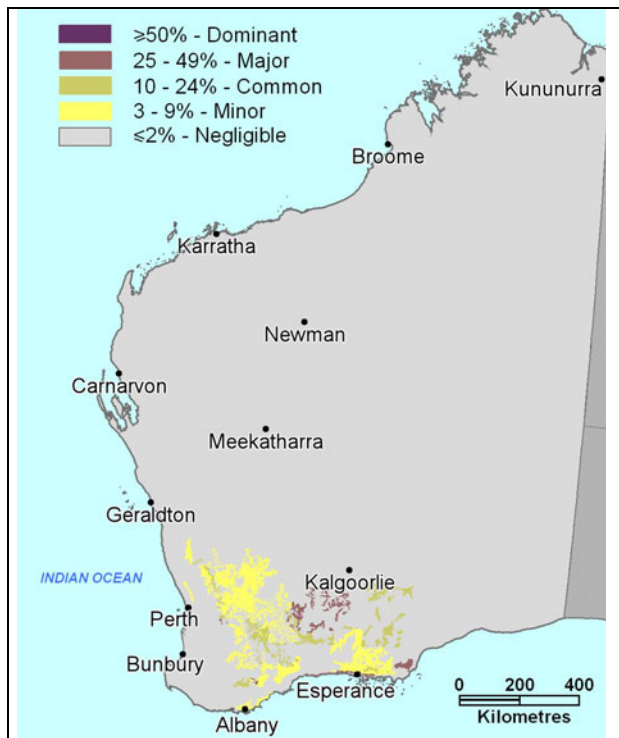 ≥50% - Dominant
25 - 49% - Major
10 - 24% - Common
3 - 9% - Minor
≤2% - Negligible
Kununurra
Broome
Karratha
Newman
Carnarvon
Meekatharra
Geraldton
INDIAN OCEAN
Kalgoorlie
Perth
Bunbury
Esperance
Albany
0 200 400
Kilometres